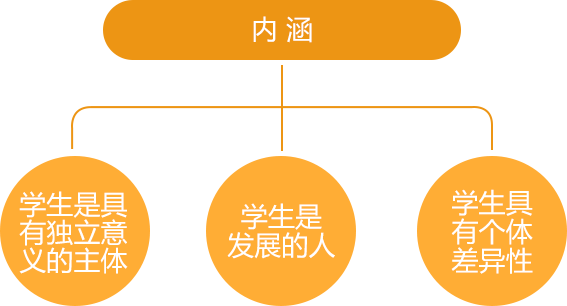 内 涵
学生是具
有独立意
义的主体
学生是
发展的人
学生具
有个体
差异性